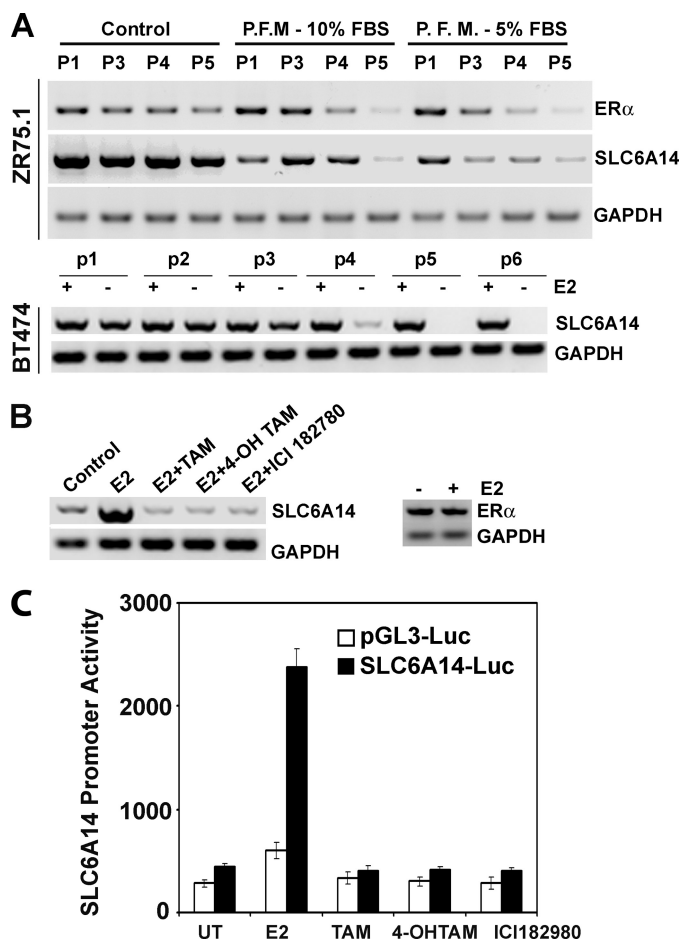 A
Control P.F.M - 10% FBS P. F. M. - 5% FBS
P1 P3 P4 P5 P1 P3 P4 P5 P1 P3 P4 P5
ZR75.1
ERα
SLC6A14
GAPDH
p1 p2 p3 p4 p5 p6
+ - + - + - + - + - + - E2
BT474
SLC6A14
GAPDH
B
Control E2 E2+TAM E2+4-OH TAM E2+ICI 182780
SLC6A14
GAPDH
- + E2
ERα
GAPDH
C
SLC6A14 Promoter Activity
3000
2000
1000
0
pGL3-Luc
SLC6A14-Luc
UT E2 TAM 4-OHTAM ICI182980